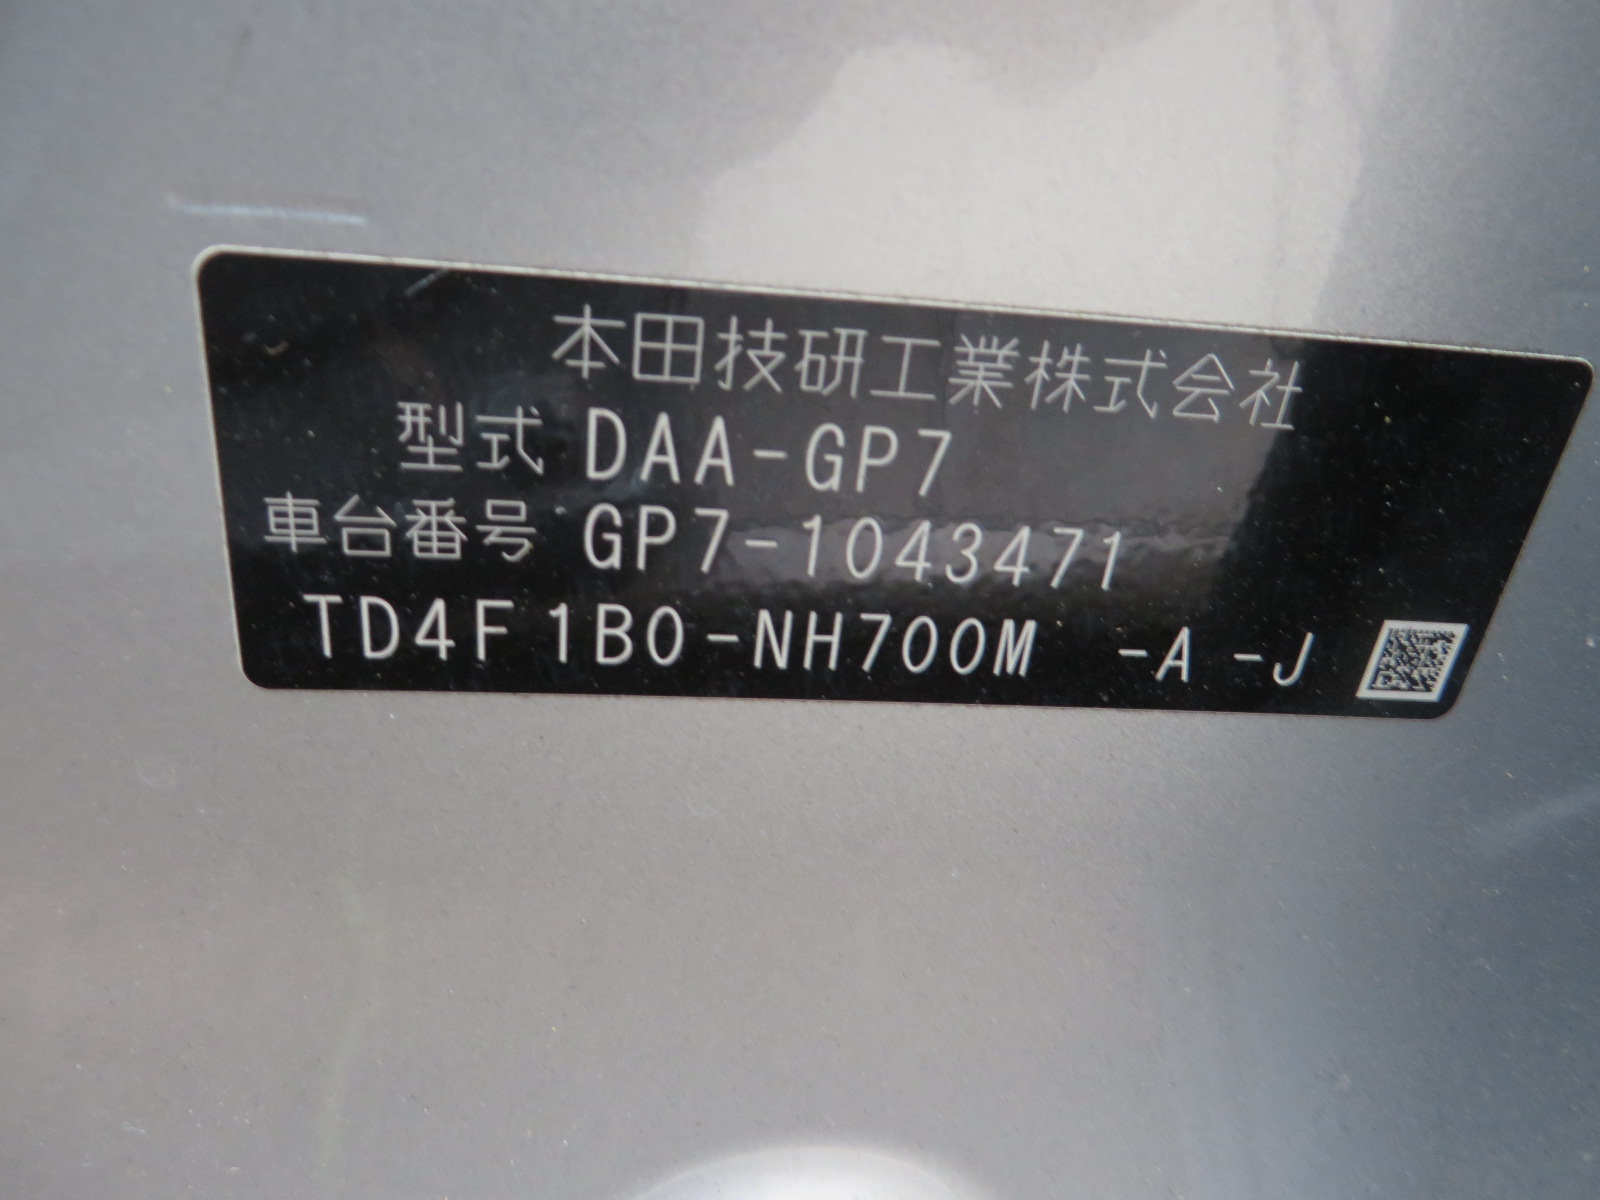 本田技研工業株式会社
型式 DAA-GP7
車台番号 GP7-1043471
TD4F1B0-NH700M -A -J